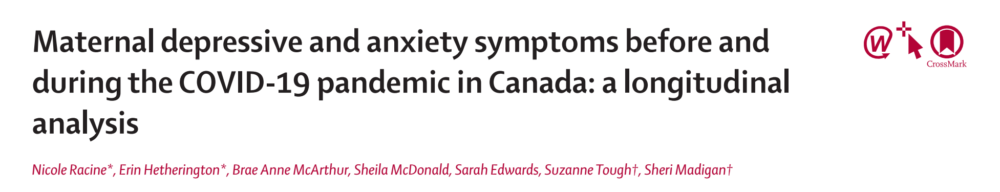 Maternal depressive and anxiety symptoms before and
during the COVID-19 pandemic in Canada: a longitudinal
analysis
W
CrossMark
Nicole Racine*, Erin Hetherington*, Brae Anne McArthur, Sheila McDonald, Sarah Edwards, Suzanne Tough†, Sheri Madigan†